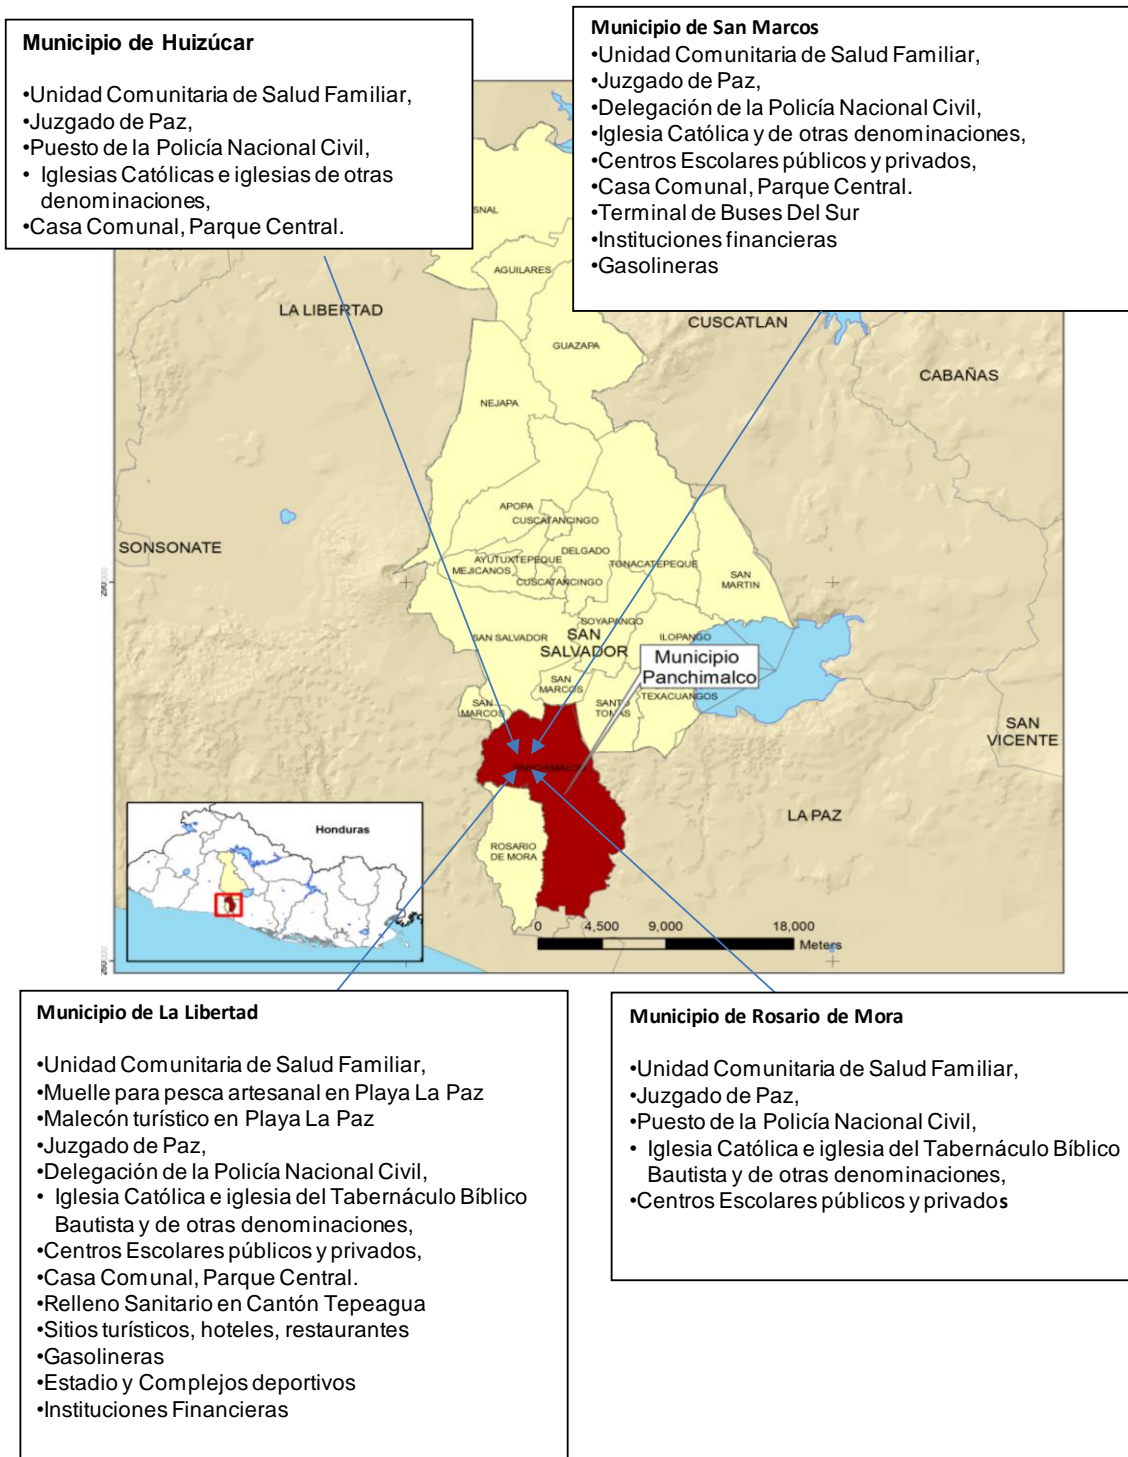 Municipio de Huizúcar
•Unidad Comunitaria de Salud Familiar,
•Juzgado de Paz,
•Puesto de la Policía Nacional Civil,
• Iglesias Católicas e iglesias de otras
denominaciones,
•Casa Comunal, Parque Central.
Municipio de San Marcos
•Unidad Comunitaria de Salud Familiar,
•Juzgado de Paz,
•Delegación de la Policía Nacional Civil,
•Iglesia Católica y de otras denominaciones,
•Centros Escolares públicos y privados,
•Casa Comunal, Parque Central.
•Terminal de Buses Del Sur
•Instituciones financieras
•Gasolineras
SNAL
AGUILARES
LA LIBERTAD
CUSCATLAN
GUAZAPA
CABAÑAS
NEJAPA
APOPA
CUSCATANCINGO
SONSONATE
DELGADO
AYUTUXTEPEQUE
TONACATEPEQUE
MEJICANOS
SAN
MARTIN
CUSCATANCINGO
SOYAPANGO
SAN SALVADOR
SAN
SALVADOR
ILOPANGO
Municipio
Panchimalco
SAN
MARCOS
SAN
MARCOS
SANTO
TOMAS
TEXACUANGOS
SAN
VICENTE
PANCHIMALCO
LA PAZ
Honduras
ROSARIO
DE MORA
0 4,500 9,000 18,000
Meters
Municipio de La Libertad
•Unidad Comunitaria de Salud Familiar,
•Muelle para pesca artesanal en Playa La Paz
•Malecón turístico en Playa La Paz
•Juzgado de Paz,
•Delegación de la Policía Nacional Civil,
• Iglesia Católica e iglesia del Tabernáculo Bíblico
Bautista y de otras denominaciones,
•Centros Escolares públicos y privados,
•Casa Comunal, Parque Central.
•Relleno Sanitario en Cantón Tepeagua
•Sitios turísticos, hoteles, restaurantes
•Gasolineras
•Estadio y Complejos deportivos
•Instituciones Financieras
Municipio de Rosario de Mora
•Unidad Comunitaria de Salud Familiar,
•Juzgado de Paz,
•Puesto de la Policía Nacional Civil,
• Iglesia Católica e iglesia del Tabernáculo Bíblico
Bautista y de otras denominaciones,
•Centros Escolares públicos y privados